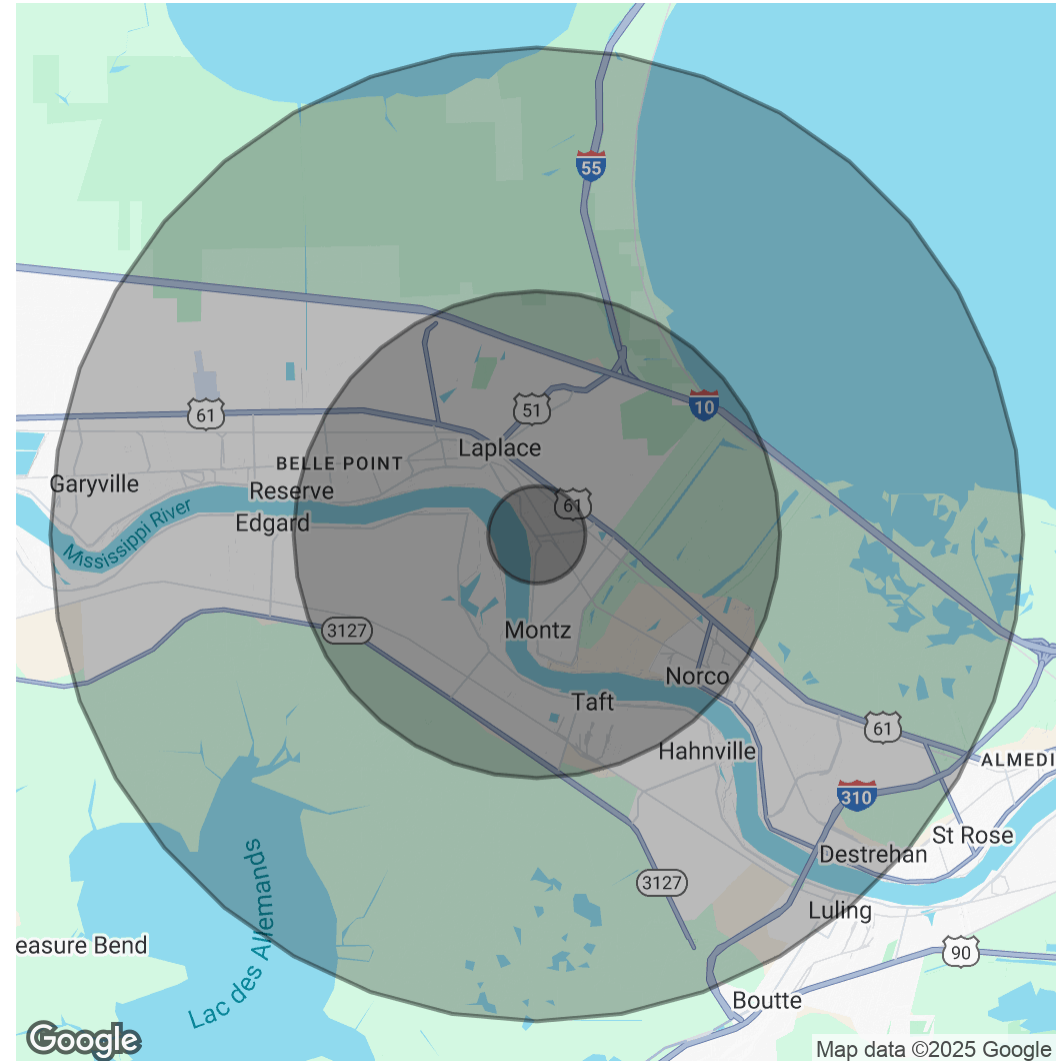 55
10
61
51
Laplace
BELLE POINT
Garyville
Reserve
61
Edgard
Mississippi River
3127
Montz
Norco
Taft
61
Hahnville
ALMEDI
310
St Rose
Destrehan
3127
Luling
easure Bend
Lac des Allemands
90
Boutte
Google
Map data ©2025 Google